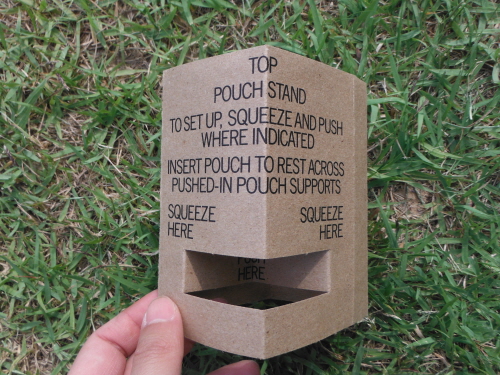 TOP
POUCH STAND
TO SET UP, SQUEEZE AND PUSH
WHERE INDICATED
INSERT POUCH TO REST ACROSS
PUSHED-IN POUCH SUPPORTS
SQUEEZE
HERE
SQUEEZE
HERE
PUSH
HERE